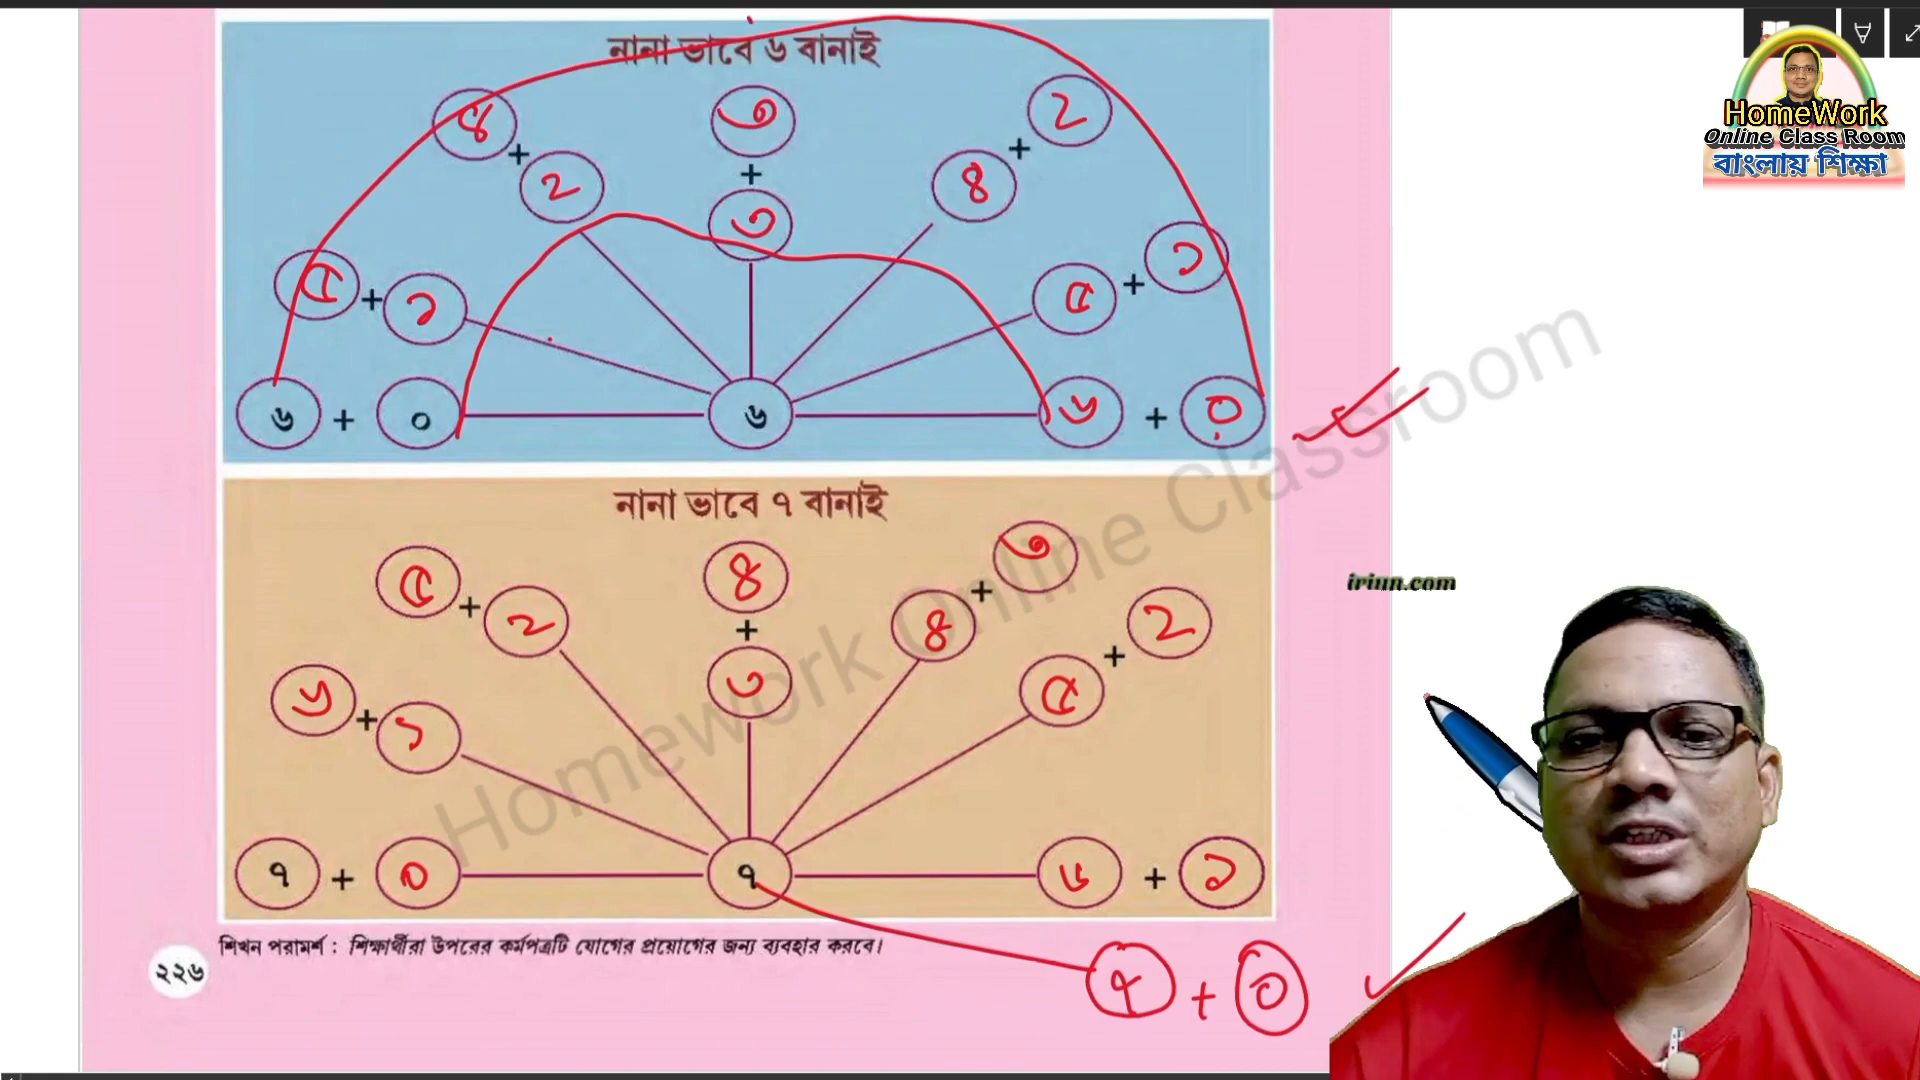 নানা ভাবে ৬ বানাই
৪ + ২
৩ + ৩
৪ + ২
৫ + ১
৫ + ১
৬ + ০
৬
৬ + ০
নানা ভাবে ৭ বানাই
৫ + ২
৪ + ৩
৪ + ৩
৫ + ২
৬ + ১
৭ + ০
৭
৬ + ১
৭ + ০
শিখন পরামর্শ : শিক্ষার্থীরা উপরের কর্মপত্রটি যোগের প্রয়োগের জন্য ব্যবহার করবে।
২২৬
Homework Online Classroom
HomeWork
Online Class Room
বাংলায় শিক্ষা
iriun.com